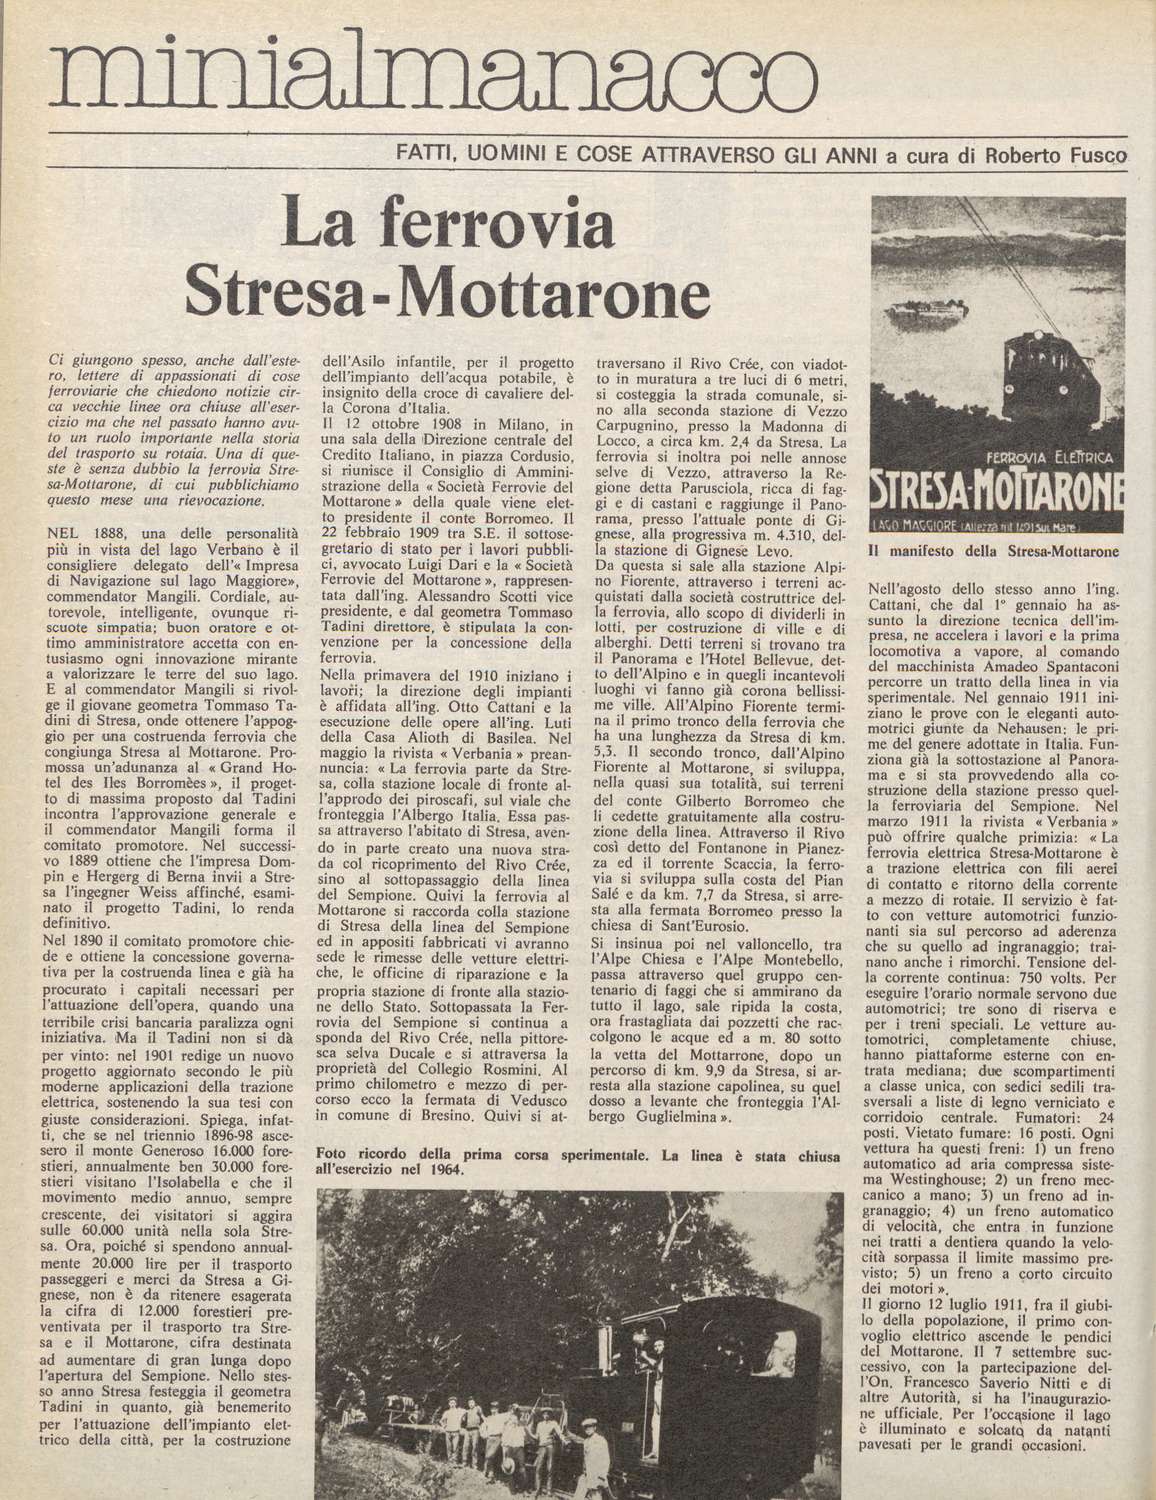 minialmanacco
FATTI, UOMINI E COSE ATTRAVERSO GLI ANNI a cura di Roberto Fusco
La ferrovia
Stresa-Mottarone
Ci giungono spesso, anche dall'este-
ro, lettere di appassionati di cose
ferroviarie che chiedono notizie cir-
ca vecchie linee ora chiuse all'eser-
cizio ma che nel passato hanno avu-
to un ruolo importante nella storia
del trasporto su rotaia. Una di que-
ste è senza dubbio la ferrovia Stre-
sa-Mottarone, di cui pubblichiamo
questo mese una rievocazione.
NEL 1888, una delle personalità
più in vista del lago Verbano è il
consigliere delegato dell'« Impresa
di Navigazione sul lago Maggiore»,
commendator Mangili. Cordiale, au-
torevole, intelligente, ovunque ri-
scuote simpatia; buon oratore e ot-
timo amministratore accetta con en-
tusiasmo ogni innovazione mirante
a valorizzare le terre del suo lago.
E al commendator Mangili si rivol-
ge il giovane geometra Tommaso Ta-
dini di Stresa, onde ottenere l'appog-
gio per una costruenda ferrovia che
congiunga Stresa al Mottarone. Pro-
mossa un'adunanza al « Grand Ho-
tel des Iles Borromèes », il proget-
to di massima proposto dal Tadini
incontra l'approvazione generale e
il commendator Mangili forma il
comitato promotore. Nel successi-
vo 1889 ottiene che l'impresa Dom-
pin e Hergerg di Berna invii a Stre-
sa l'ingegner Weiss affinché, esami-
nato il progetto Tadini, lo renda
definitivo.
Nel 1890 il comitato promotore chie-
de e ottiene la concessione governa-
tiva per la costruenda linea e già ha
procurato i capitali necessari per
l'attuazione dell'opera, quando una
terribile crisi bancaria paralizza ogni
iniziativa. Ma il Tadini non si dà
per vinto: nel 1901 redige un nuovo
progetto aggiornato secondo le più
moderne applicazioni della trazione
elettrica, sostenendo la sua tesi con
giuste considerazioni. Spiega, infat-
ti, che se nel triennio 1896-98 asce-
sero il monte Generoso 16.000 fore-
stieri, annualmente ben 30.000 fore-
stieri visitano l'Isolabella e che il
movimento medio annuo, sempre
crescente, dei visitatori si aggira
sulle 60.000 unità nella sola Stre-
sa. Ora, poiché si spendono annual-
mente 20.000 lire per il trasporto
passeggeri e merci da Stresa a Gi-
gnese, non è da ritenere esagerata
la cifra di 12.000 forestieri pre-
ventivata per il trasporto tra Stre-
sa e il Mottarone, cifra destinata
ad aumentare di gran lunga dopo
l'apertura del Sempione. Nello stes-
so anno Stresa festeggia il geometra
Tadini in quanto, già benemerito
per l'attuazione dell'impianto elet-
trico della città, per la costruzione
dell'Asilo infantile, per il progetto
dell'impianto dell'acqua potabile, è
insignito della croce di cavaliere del-
la Corona d'Italia.
Il 12 ottobre 1908 in Milano, in
una sala della Direzione centrale del
Credito Italiano, in piazza Cordusio,
si riunisce il Consiglio di Ammini-
strazione della « Società Ferrovie del
Mottarone » della quale viene elet-
to presidente il conte Borromeo. Il
22 febbraio 1909 tra S.E. il sottose-
gretario di stato per i lavori pubbli-
ci, avvocato Luigi Dari e la « Società
Ferrovie del Mottarone », rappresen-
tata dall'ing. Alessandro Scotti vice
presidente, e dal geometra Tommaso
Tadini direttore, è stipulata la con-
venzione per la concessione della
ferrovia.
Nella primavera del 1910 iniziano i
lavori; la direzione degli impianti
è affidata all'ing. Otto Cattani e la
esecuzione delle opere all'ing. Luti
della Casa Alioth di Basilea. Nel
maggio la rivista « Verbania » prean-
nuncia: « La ferrovia parte da Stre-
sa, colla stazione locale di fronte al-
l'approdo dei piroscafi, sul viale che
fronteggia l'Albergo Italia. Essa pas-
sa attraverso l'abitato di Stresa, aven-
do in parte creato una nuova stra-
da col ricoprimento del Rivo Crée,
sino al sottopassaggio della linea
del Sempione. Quivi la ferrovia al
Mottarone si raccorda colla stazione
di Stresa della linea del Sempione
ed in appositi fabbricati vi avranno
sede le rimesse delle vetture elettri-
che, le officine di riparazione e la
propria stazione di fronte alla stazio-
ne dello Stato. Sottopassata la Fer-
rovia del Sempione si continua a
sponda del Rivo Crée, nella pittore-
sca selva Ducale e si attraversa la
proprietà del Collegio Rosmini. Al
primo chilometro e mezzo di per-
corso ecco la fermata di Vedusco
in comune di Bresino. Quivi si at-
traversano il Rivo Crée, con viadot-
to in muratura a tre luci di 6 metri,
si costeggia la strada comunale, si-
no alla seconda stazione di Vezzo
Carpugnino, presso la Madonna di
Locco, a circa km. 2,4 da Stresa. La
ferrovia si inoltra poi nelle annose
selve di Vezzo, attraverso la Re-
gione detta Parusciola, ricca di fag-
gi e di castani e raggiunge il Pano-
rama, presso l'attuale ponte di Gi-
gnese, alla progressiva m. 4.310, del-
la stazione di Gignese Levo.
Da questa si sale alla stazione Alpi-
no Fiorente, attraverso i terreni ac-
quistati dalla società costruttrice del-
la ferrovia, allo scopo di dividerli in
lotti, per costruzione di ville e di
alberghi. Detti terreni si trovano tra
il Panorama e l'Hotel Bellevue, det-
to dell'Alpino e in quegli incantevoli
luoghi vi fanno già corona bellissi-
me ville. All'Alpino Fiorente termi-
na il primo tronco della ferrovia che
ha una lunghezza da Stresa di km.
5,3. Il secondo tronco, dall'Alpino
Fiorente al Mottarone, si sviluppa,
nella quasi sua totalità, sui terreni
del conte Gilberto Borromeo che
li cedette gratuitamente alla costru-
zione della linea. Attraverso il Rivo
così detto del Fontanone in Pianez-
za ed il torrente Scaccia, la ferro-
via si sviluppa sulla costa del Pian
Salé e da km. 7,7 da Stresa, si arre-
sta alla fermata Borromeo presso la
chiesa di Sant'Eurosio.
Si insinua poi nel valloncello, tra
l'Alpe Chiesa e l'Alpe Montebello,
passa attraverso quel gruppo cen-
tenario di faggi che si ammirano da
tutto il lago, sale ripida la costa,
ora frastagliata dai pozzetti che rac-
colgono le acque ed a m. 80 sotto
la vetta del Mottarrone, dopo un
percorso di km. 9,9 da Stresa, si ar-
resta alla stazione capolinea, su quel
dosso a levante che fronteggia l'Al-
bergo Guglielmina ».
Foto ricordo della prima corsa sperimentale. La linea è stata chiusa
all'esercizio nel 1964.
FERROVIA ELETTRICA
STRESA-MOTTARONE
LAGO MAGGIORE (Altezza mt 1491 sul Mare)
Il manifesto della Stresa-Mottarone
Nell'agosto dello stesso anno l'ing.
Cattani, che dal 1° gennaio ha as-
sunto la direzione tecnica dell'im-
presa, ne accelera i lavori e la prima
locomotiva a vapore, al comando
del macchinista Amadeo Spantaconi
percorre un tratto della linea in via
sperimentale. Nel gennaio 1911 ini-
ziano le prove con le eleganti auto-
motrici giunte da Nehausen: le pri-
me del genere adottate in Italia. Fun-
ziona già la sottostazione al Panora-
ma e si sta provvedendo alla co-
struzione della stazione presso quel-
la ferroviaria del Sempione. Nel
marzo 1911 la rivista « Verbania »
può offrire qualche primizia: « La
ferrovia elettrica Stresa-Mottarone è
a trazione elettrica con fili aerei
di contatto e ritorno della corrente
a mezzo di rotaie. Il servizio è fat-
to con vetture automotrici funzio-
nanti sia sul percorso ad aderenza
che su quello ad ingranaggio; trai-
nano anche i rimorchi. Tensione del-
la corrente continua: 750 volts. Per
eseguire l'orario normale servono due
automotrici; tre sono di riserva e
per i treni speciali. Le vetture au-
tomotrici, completamente chiuse,
hanno piattaforme esterne con en-
trata mediana; due scompartimenti
a classe unica, con sedici sedili tra-
sversali a liste di legno verniciato e
corridoio centrale. Fumatori: 24
posti. Vietato fumare: 16 posti. Ogni
vettura ha questi freni: 1) un freno
automatico ad aria compressa siste-
ma Westinghouse; 2) un freno mec-
canico a mano; 3) un freno ad in-
granaggio; 4) un freno automatico
di velocità, che entra in funzione
nei tratti a dentiera quando la velo-
cità sorpassa il limite massimo pre-
visto; 5) un freno a corto circuito
dei motori ».
Il giorno 12 luglio 1911, fra il giubi-
lo della popolazione, il primo con-
voglio elettrico ascende le pendici
del Mottarone. Il 7 settembre suc-
cessivo, con la partecipazione del-
l'On. Francesco Saverio Nitti e di
altre Autorità, si ha l'inaugurazio-
ne ufficiale. Per l'occasione il lago
è illuminato e solcato da natanti
pavesati per le grandi occasioni.